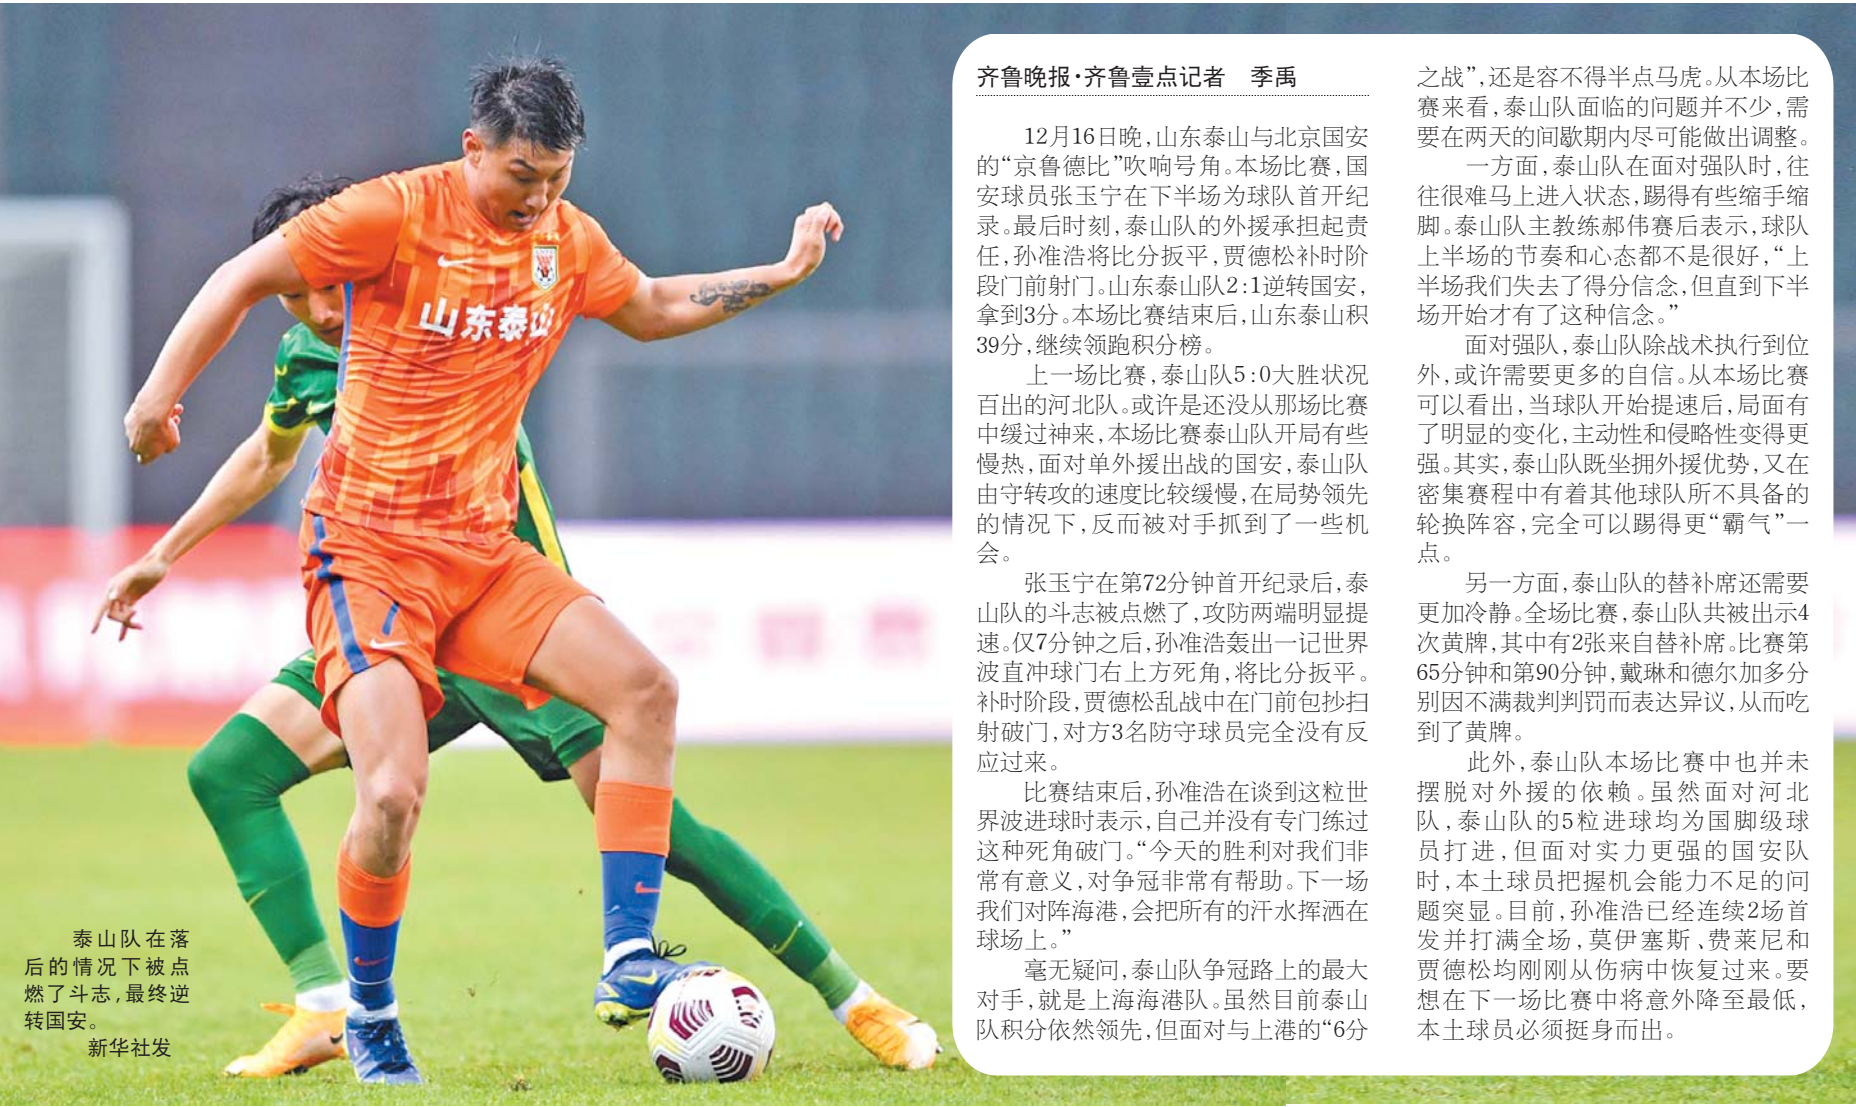 山东泰山
泰山队在落
后的情况下被点
燃了斗志，最终逆
转国安。
新华社发
齐鲁晚报·齐鲁壹点记者 季禹
12月16日晚，山东泰山与北京国安
的“京鲁德比”吹响号角。本场比赛，国
安球员张玉宁在下半场为球队首开纪
录。最后时刻，泰山队的外援承担起责
任，孙准浩将比分扳平，贾德松补时阶
段门前射门。山东泰山队2:1逆转国安，
拿到3分。本场比赛结束后，山东泰山积
39分，继续领跑积分榜。
上一场比赛，泰山队5:0大胜状况
百出的河北队。或许是还没从那场比赛
中缓过神来，本场比赛泰山队开局有些
慢热，面对单外援出战的国安，泰山队
由守转攻的速度比较缓慢，在局势领先
的情况下，反而被对手抓到了一些机
会。
张玉宁在第72分钟首开纪录后，泰
山队的斗志被点燃了，攻防两端明显提
速。仅7分钟之后，孙准浩轰出一记世界
波直冲球门右上方死角，将比分扳平。
补时阶段，贾德松乱战中在门前包抄扫
射破门，对方3名防守球员完全没有反
应过来。
比赛结束后，孙准浩在谈到这粒世
界波进球时表示，自己并没有专门练过
这种死角破门。“今天的胜利对我们非
常有意义，对争冠非常有帮助。下一场
我们对阵海港，会把所有的汗水挥洒在
球场上。”
毫无疑问，泰山队争冠路上的最大
对手，就是上海海港队。虽然目前泰山
队积分依然领先，但面对与上港的“6分
之战”，还是容不得半点马虎。从本场比
赛来看，泰山队面临的问题并不少，需
要在两天的间歇期内尽可能做出调整。
一方面，泰山队在面对强队时，往
往很难马上进入状态，踢得有些缩手缩
脚。泰山队主教练郝伟赛后表示，球队
上半场的节奏和心态都不是很好，“上
半场我们失去了得分信念，但直到下半
场开始才有了这种信念。”
面对强队，泰山队除战术执行到位
外，或许需要更多的自信。从本场比赛
可以看出，当球队开始提速后，局面有
了明显的变化，主动性和侵略性变得更
强。其实，泰山队既坐拥外援优势，又在
密集赛程中有着其他球队所不具备的
轮换阵容，完全可以踢得更“霸气”一
点。
另一方面，泰山队的替补席还需要
更加冷静。全场比赛，泰山队共被出示4
次黄牌，其中有2张来自替补席。比赛第
65分钟和第90分钟，戴琳和德尔加多分
别因不满裁判判罚而表达异议，从而吃
到了黄牌。
此外，泰山队本场比赛中也并未
摆脱对外援的依赖。虽然面对河北
队，泰山队的5粒进球均为国脚级球
员打进，但面对实力更强的国安队
时，本土球员把握机会能力不足的问
题突显。目前，孙准浩已经连续2场首
发并打满全场，莫伊塞斯、费莱尼和
贾德松均刚刚从伤病中恢复过来。要
想在下一场比赛中将意外降至最低，
本土球员必须挺身而出。